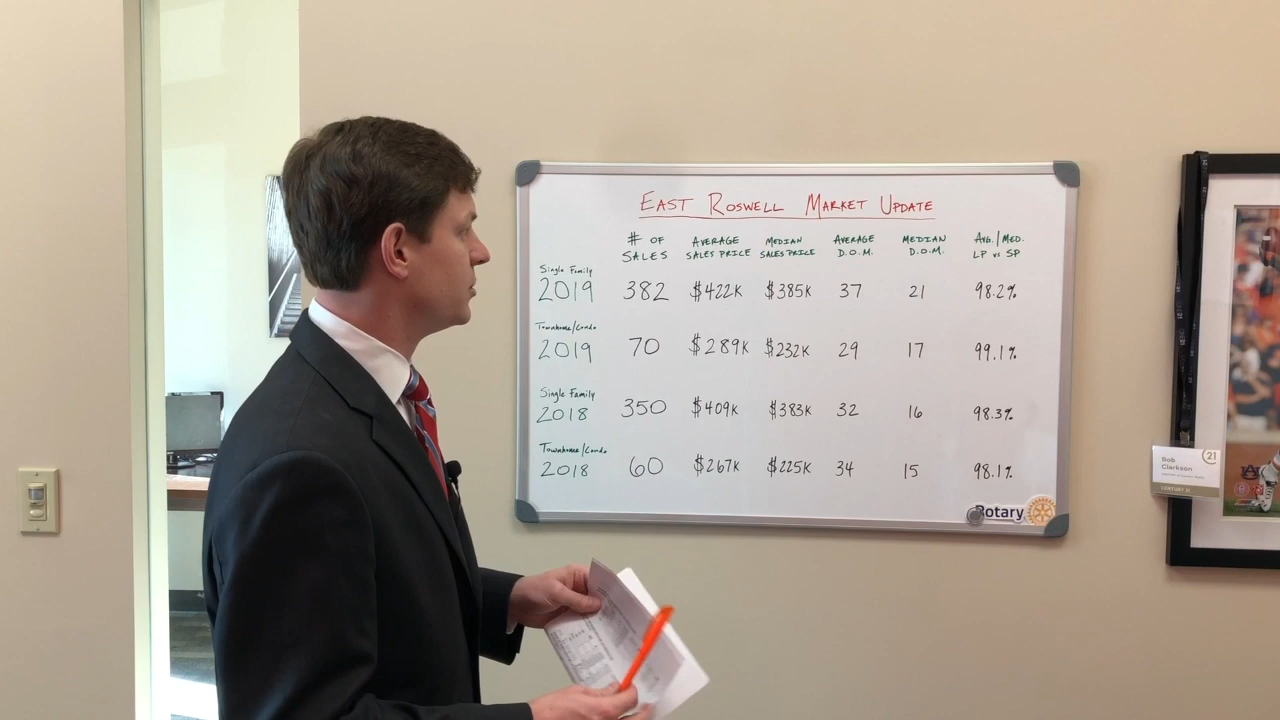 EAST ROSWELL MARKET UPDATE
# OF SALES AVERAGE SALES PRICE MEDIAN SALES PRICE AVERAGE D.O.M. MEDIAN D.O.M. AVG./MED. LP vs SP
Single Family
2019 382 $422K $385K 37 21 98.2%
Townhome/Condo
2019 70 $289K $232K 29 17 99.1%
Single Family
2018 350 $409K $383K 32 16 98.3%
Townhome/Condo
2018 60 $267K $225K 34 15 98.1%
Rotary
21
Bob
Clarkson
CENTURY 21